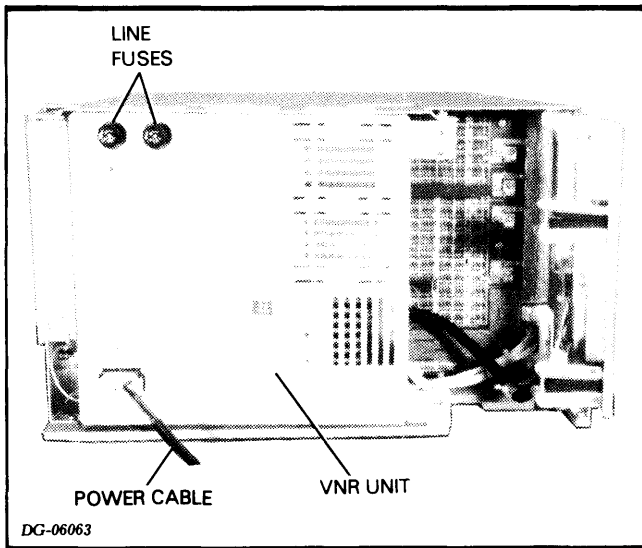 LINE
FUSES
POWER CABLE
VNR UNIT
DG-06063